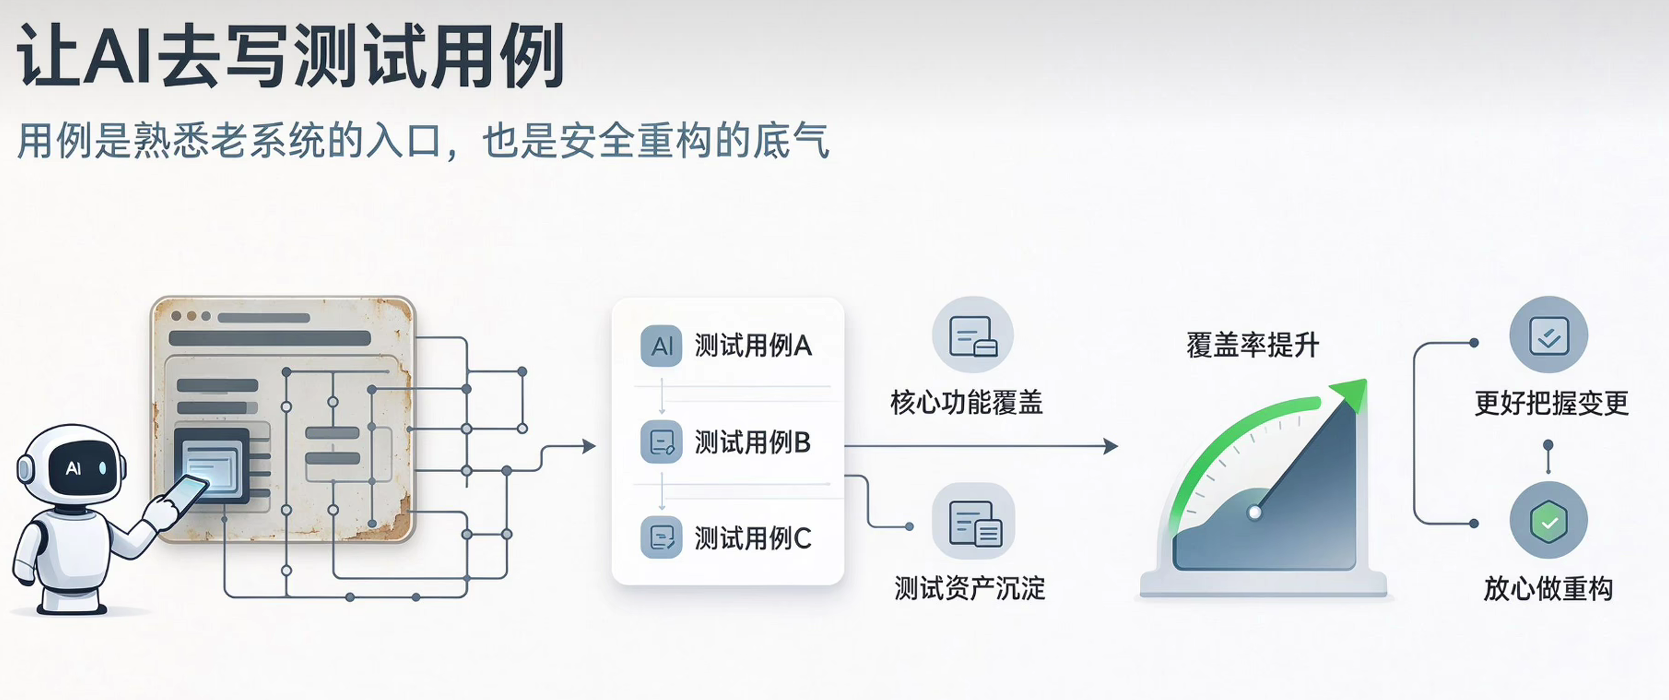 让AI去写测试用例
用例是熟悉老系统的入口，也是安全重构的底气
AI
AI
测试用例A
测试用例B
测试用例C
核心功能覆盖
测试资产沉淀
覆盖率提升
更好把握变更
放心做重构